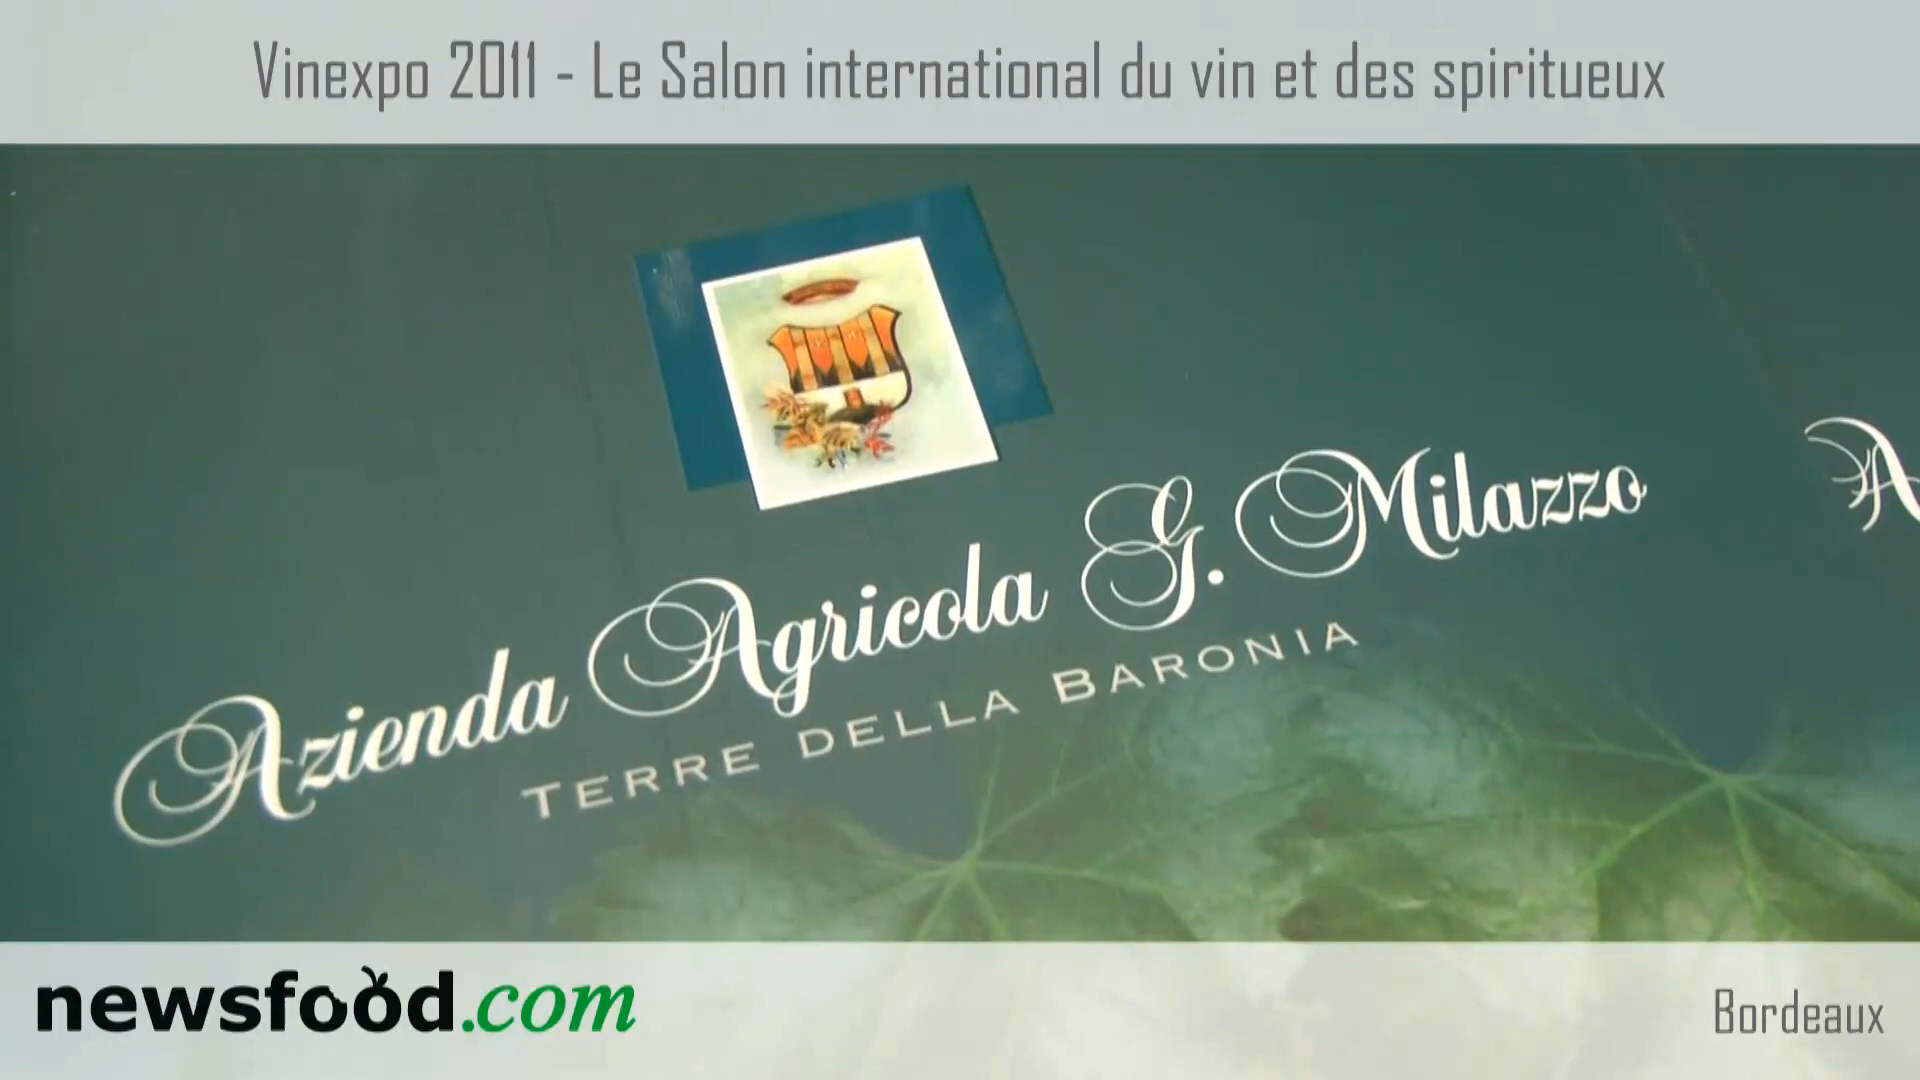 Vinexpo 2011 - Le Salon international du vin et des spiritueux
Azienda Agricola G. Milazzo
TERRE DELLA BARONIA
newsfood.com
Bordeaux